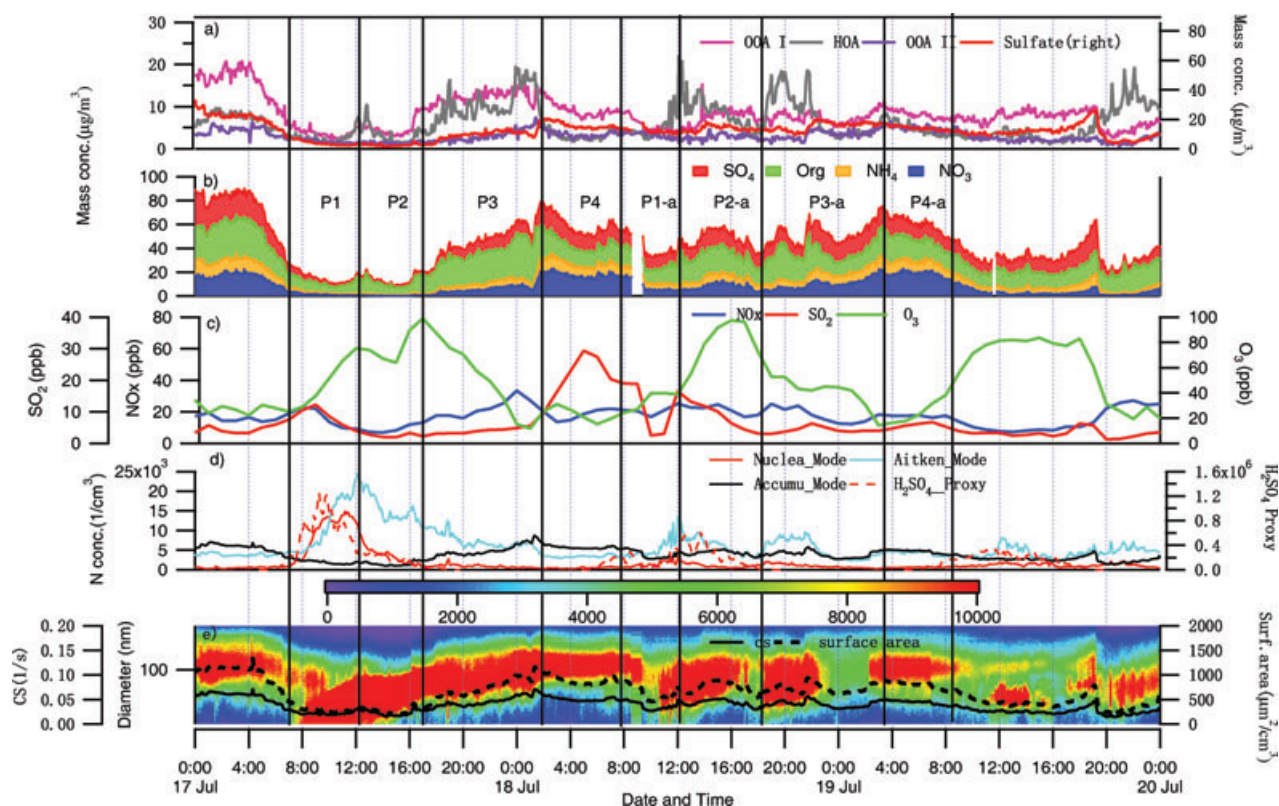 a)
OOA I HOA OOA II Sulfate(right)
30
20
10
0
Mass conc.(μg/m³)
80
60
40
20
0
Mass conc. (μg/m³)
b)
SO₄ Org NH₄ NO₃
100
80
60
40
20
0
P1 P2 P3 P4 P1-a P2-a P3-a P4-a
c)
NOx SO₂ O₃
40
30
20
10
0
SO₂ (ppb)
80
60
40
20
0
NOx (ppb)
100
80
60
40
20
0
O₃ (ppb)
d)
Nuclea_Mode Aitken_Mode
Accumu_Mode H₂SO₄_Proxy
25x10³
20
15
10
5
0
N conc.(1/cm³)
1.6x10⁶
1.2
0.8
0.4
0.0
H₂SO₄ Proxy
0 2000 4000 6000 8000 10000
e)
cs surface area
0.20
0.15
0.10
0.05
0.00
CS(1/s)
100
Diameter (nm)
2000
1500
1000
500
0
Surf. area(μm²/cm³)
0:00 4:00 8:00 12:00 16:00 20:00 0:00 4:00 8:00 12:00 16:00 20:00 0:00 4:00 8:00 12:00 16:00 20:00 0:00
17 Jul 18 Jul 19 Jul 20 Jul
Date and Time